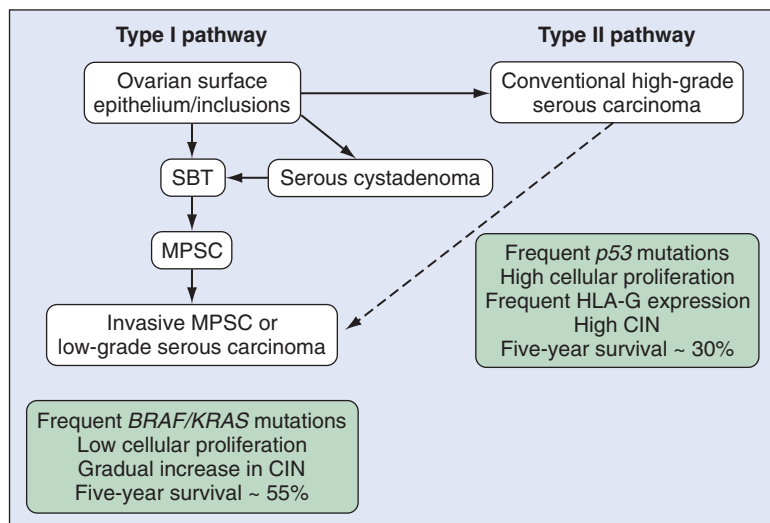 Type I pathway
Type II pathway
Ovarian surface
epithelium/inclusions
Conventional high-grade
serous carcinoma
SBT
Serous cystadenoma
MPSC
Invasive MPSC or
low-grade serous carcinoma
Frequent p53 mutations
High cellular proliferation
Frequent HLA-G expression
High CIN
Five-year survival ~ 30%
Frequent BRAF/KRAS mutations
Low cellular proliferation
Gradual increase in CIN
Five-year survival ~ 55%